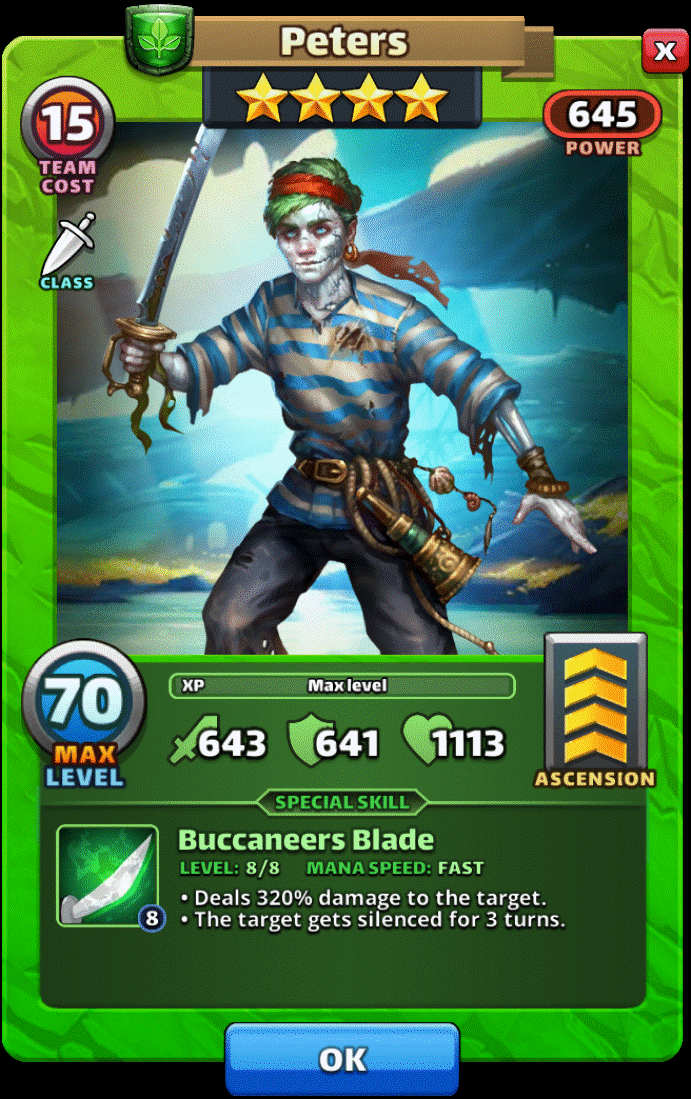 Peters
X
15
TEAM
COST
645
POWER
CLASS
70
MAX
LEVEL
XP Max level
643 641 1113
ASCENSION
SPECIAL SKILL
Buccaneers Blade
LEVEL: 8/8 MANA SPEED: FAST
8
• Deals 320% damage to the target.
• The target gets silenced for 3 turns.
OK